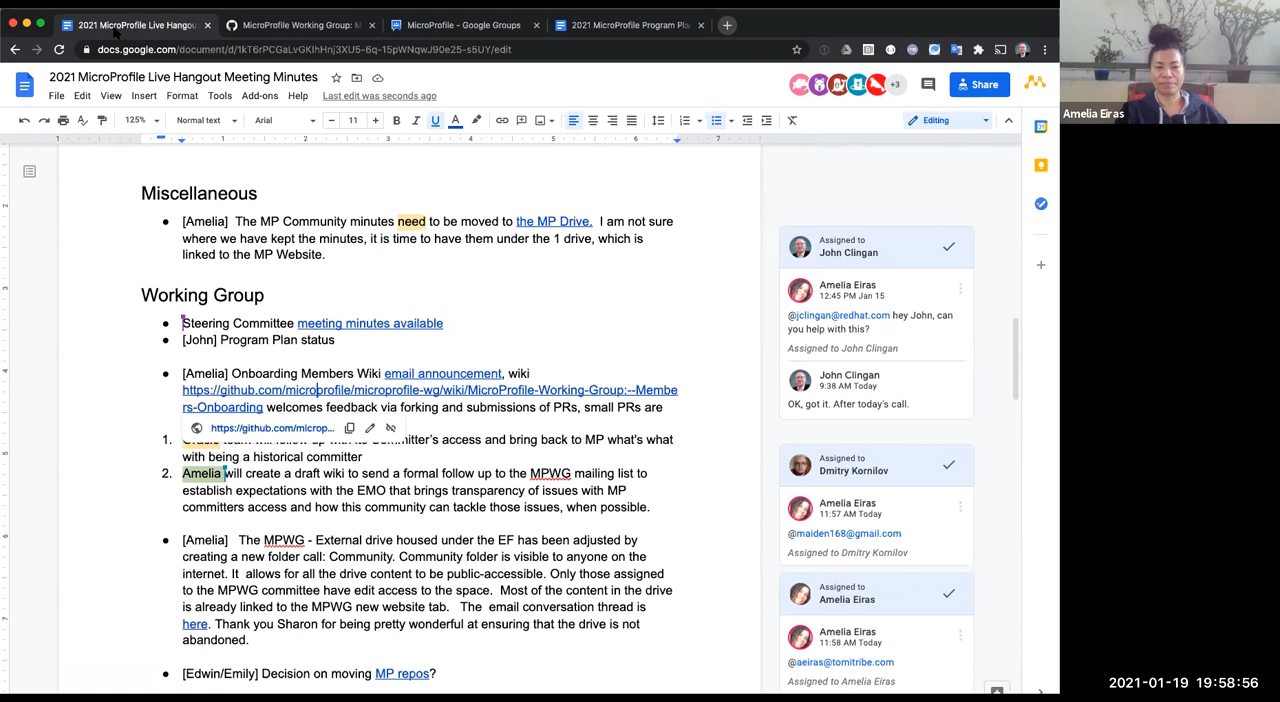 2021 MicroProfile Live Hangou
MicroProfile Working Group: M
MicroProfile - Google Groups
2021 MicroProfile Program Pla
docs.google.com/document/d/1kT6rPCGaLvGKIhHnj3XU5-6q-15pWNqwJ90e25-s5UY/edit
2021 MicroProfile Live Hangout Meeting Minutes
File Edit View Insert Format Tools Add-ons Help Last edit was seconds ago
+3
Share
125% Normal text Arial 11 B I U A Editing
1 1 2 3 4 5 6 7
Miscellaneous
[Amelia] The MP Community minutes need to be moved to the MP Drive. I am not sure
where we have kept the minutes, it is time to have them under the 1 drive, which is
linked to the MP Website.
Working Group
Steering Committee meeting minutes available
[John] Program Plan status
[Amelia] Onboarding Members Wiki email announcement, wiki
https://github.com/microprofile/microprofile-wg/wiki/MicroProfile-Working-Group:--Membe
rs-Onboarding welcomes feedback via forking and submissions of PRs, small PRs are
https://github.com/microp...
1. team will follow up with its Committer's access and bring back to MP what's what
with being a historical committer
2. Amelia will create a draft wiki to send a formal follow up to the MPWG mailing list to
establish expectations with the EMO that brings transparency of issues with MP
committers access and how this community can tackle those issues, when possible.
[Amelia] The MPWG - External drive housed under the EF has been adjusted by
creating a new folder call: Community. Community folder is visible to anyone on the
internet. It allows for all the drive content to be public-accessible. Only those assigned
to the MPWG committee have edit access to the space. Most of the content in the drive
is already linked to the MPWG new website tab. The email conversation thread is
here. Thank you Sharon for being pretty wonderful at ensuring that the drive is not
abandoned.
[Edwin/Emily] Decision on moving MP repos?
Assigned to
John Clingan
Amelia Eiras
12:45 PM Jan 15
@jclingan@redhat.com hey John, can
you help with this?
Assigned to John Clingan
John Clingan
9:38 AM Today
OK, got it. After today's call.
Assigned to
Dmitry Kornilov
Amelia Eiras
11:57 AM Today
@maiden168@gmail.com
Assigned to Dmitry Kornilov
Assigned to
Amelia Eiras
Amelia Eiras
11:58 AM Today
@aeiras@tomitribe.com
Assigned to Amelia Eiras
Amelia Eiras
2021-01-19 19:58:56